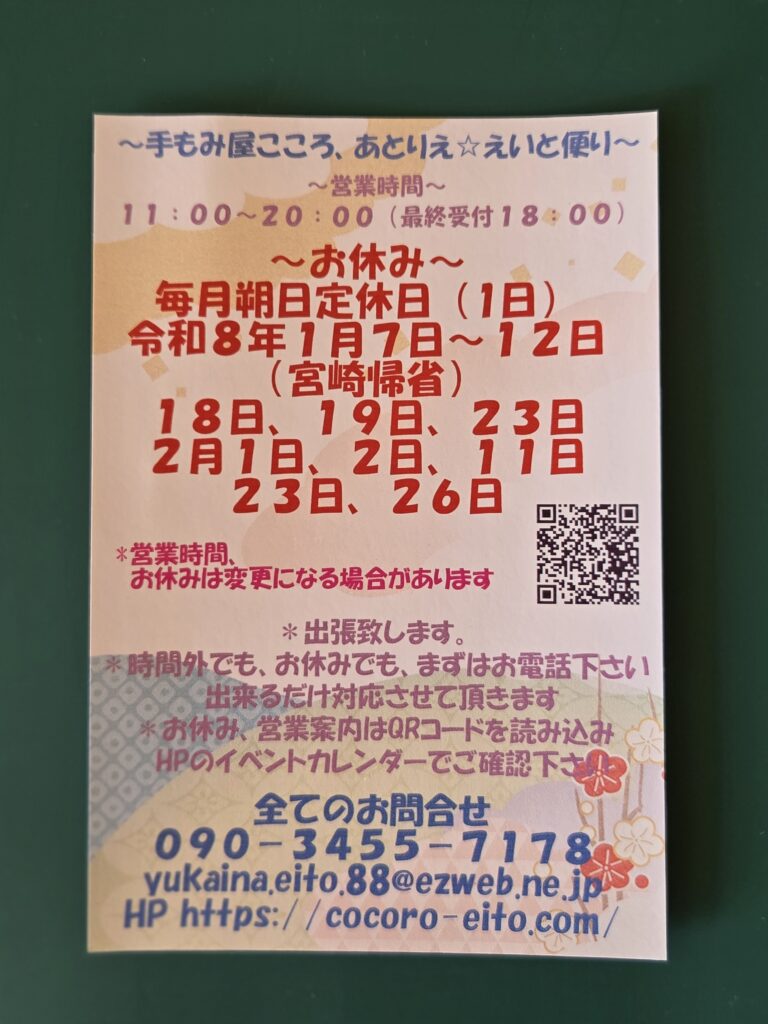 ～手もみ屋こころ、あとりえ☆えいと便り～
～営業時間～
11：00～20：00（最終受付18：00）
～お休み～
毎月朔日定休日（1日）
令和8年1月7日～12日
（宮崎帰省）
18日、19日、23日
2月1日、2日、11日
23日、26日
＊営業時間、
お休みは変更になる場合があります
＊出張致します。
＊時間外でも、お休みでも、まずはお電話下さい
出来るだけ対応させて頂きます
＊お休み、営業案内はQRコードを読み込み
HPのイベントカレンダーでご確認下さい
全てのお問合せ
090－3455－7178
yukaina.eito.88@ezweb.ne.jp
HP https://cocoro-eito.com/